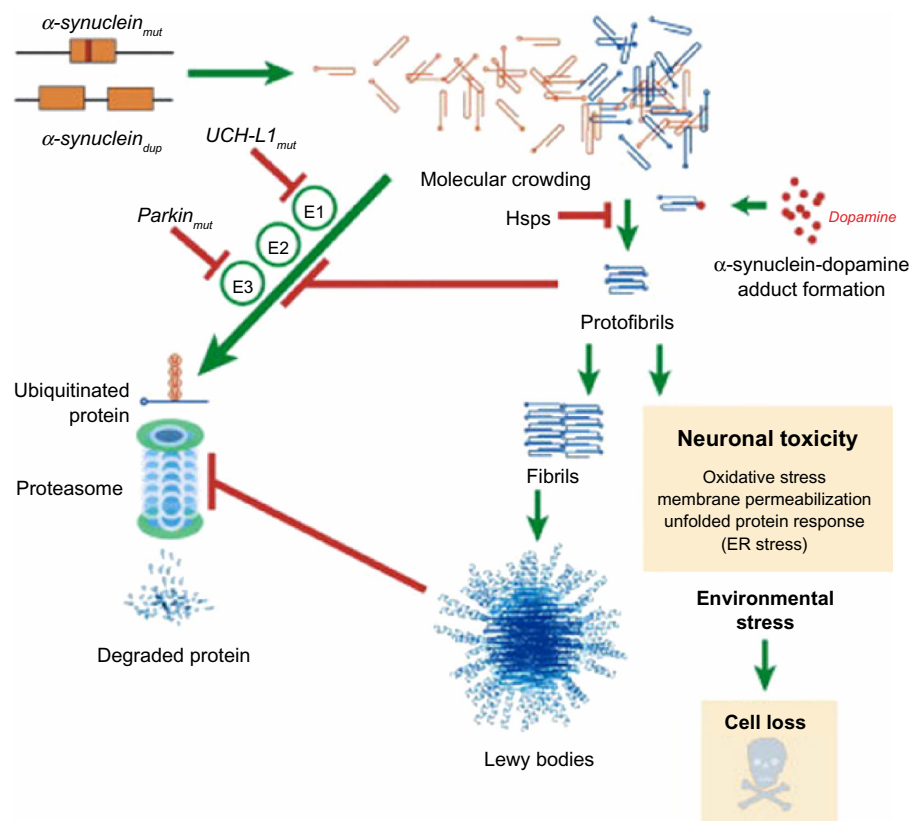 α-synuclein mut
α-synuclein dup
UCH-L1 mut
Parkin mut
E1
E2
E3
Molecular crowding
Hsps
Dopamine
α-synuclein-dopamine
adduct formation
Protofibrils
Ubiquitinated
protein
Proteasome
Degraded protein
Fibrils
Lewy bodies
Neuronal toxicity
Oxidative stress
membrane permeabilization
unfolded protein response
(ER stress)
Environmental
stress
Cell loss